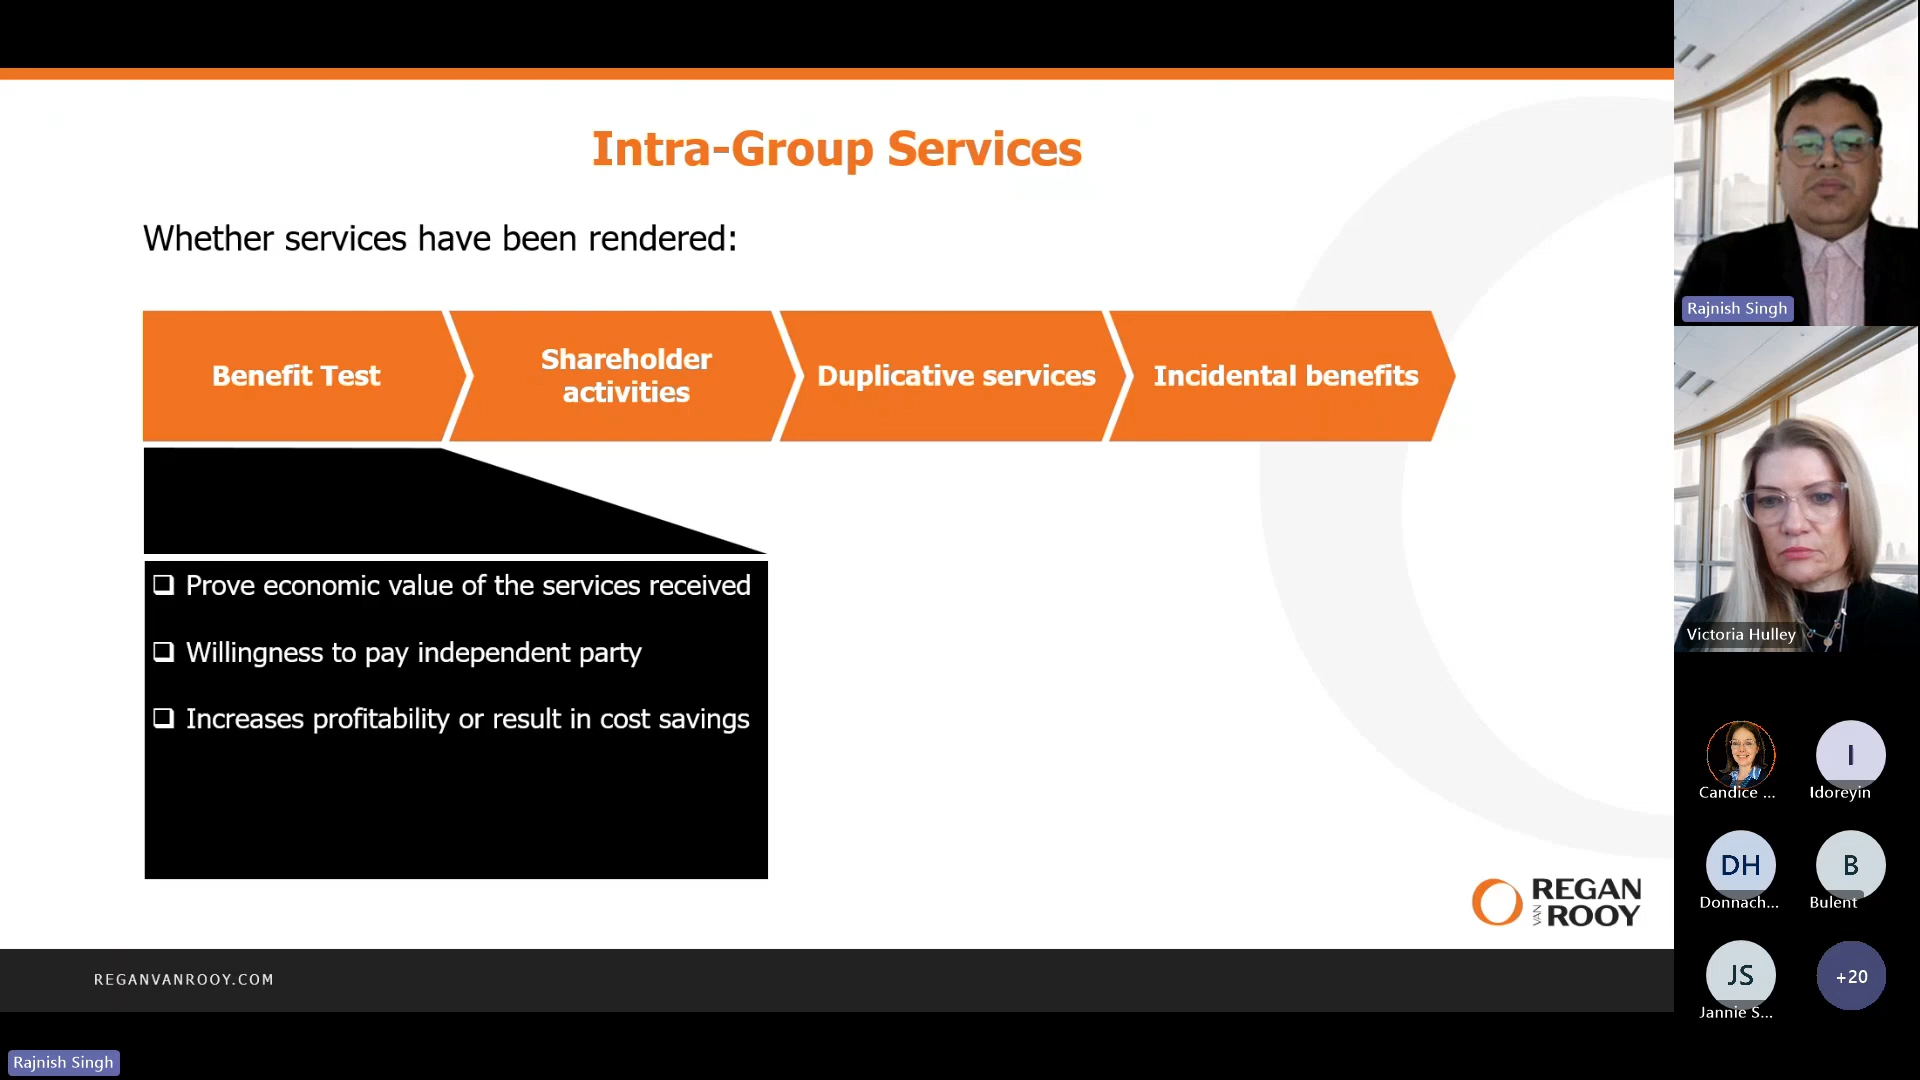 Intra-Group Services
Whether services have been rendered:
Benefit Test
Shareholder
activities
Duplicative services
Incidental benefits
❑ Prove economic value of the services received
❑ Willingness to pay independent party
❑ Increases profitability or result in cost savings
REGAN
VAN
ROOY
REGANVANROOY.COM
Rajnish Singh
Rajnish Singh
Victoria Hulley
Candice ...
I
Idoreyin
DH
Donnach...
B
Bulent
JS
Jannie S...
+20